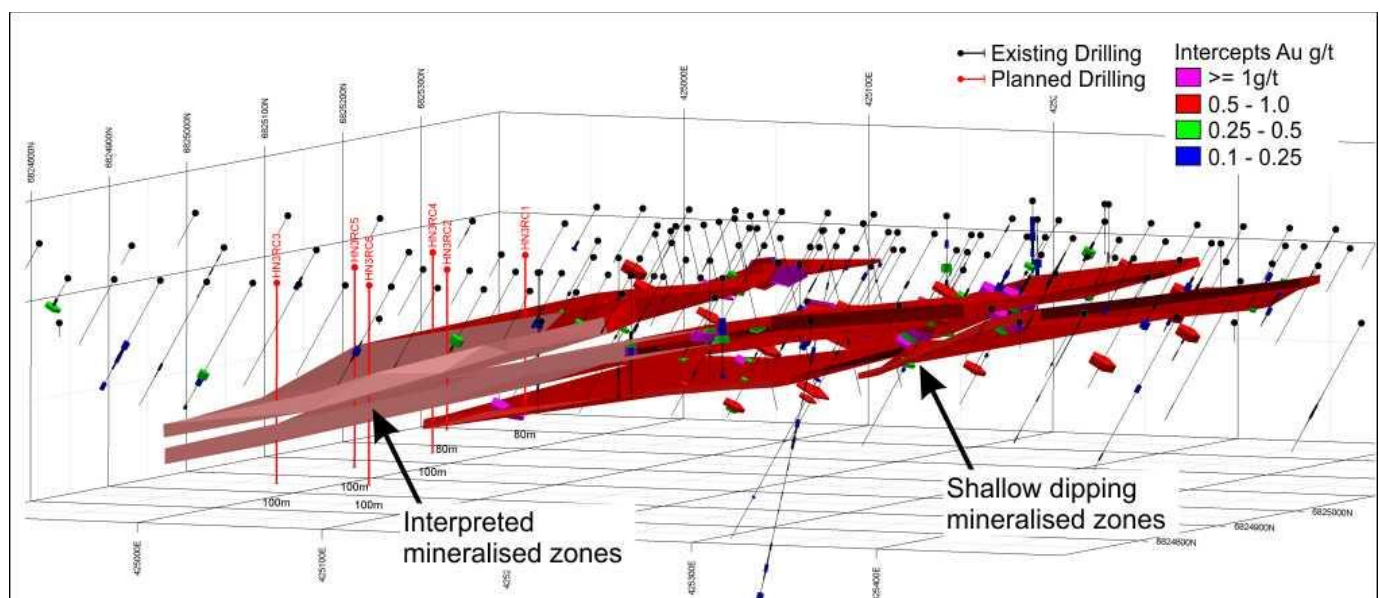 Existing Drilling
Planned Drilling
Intercepts Au g/t
>= 1g/t
0.5 - 1.0
0.25 - 0.5
0.1 - 0.25
6824800N
6824900N
6825000N
6825100N
6825200N
6825300N
425000E
425100E
HN3RC3
HN3RC5
HN3RC6
HN3RC4
HN3RC2
HN3RC1
80m
80m
100m
100m
100m
100m
Interpreted
mineralised zones
Shallow dipping
mineralised zones
425000E
425100E
425300E
425400E
6824800N
6824900N
6825000N